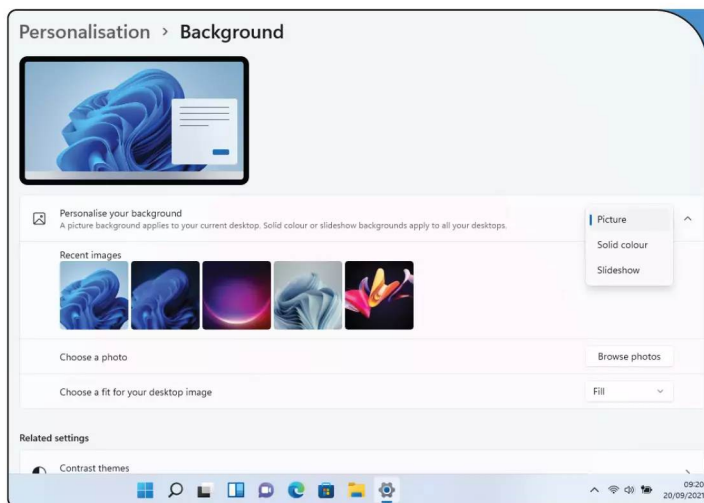 Personalisation > Background
Personalise your background
A picture background applies to your current desktop. Solid colour or slideshow backgrounds apply to all your desktops.
Picture
Solid colour
Slideshow
Recent images
Choose a photo
Browse photos
Choose a fit for your desktop image
Fill
Related settings
Contrast themes
09:20
20/09/2021